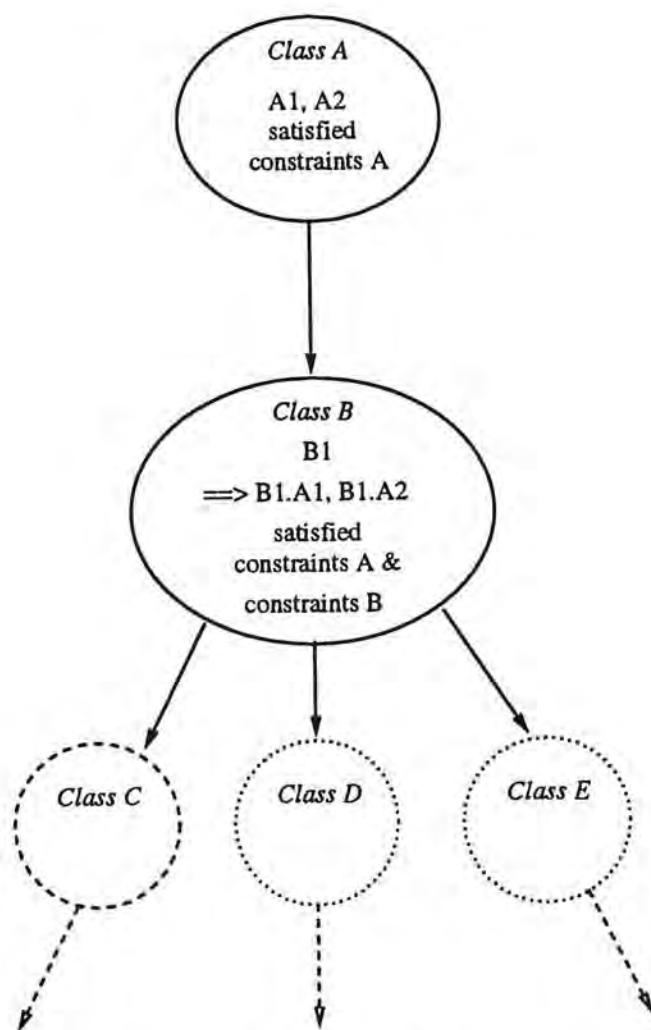 Class A
A1, A2
satisfied
constraints A
Class B
B1
==> B1.A1, B1.A2
satisfied
constraints A &
constraints B
Class C
Class D
Class E